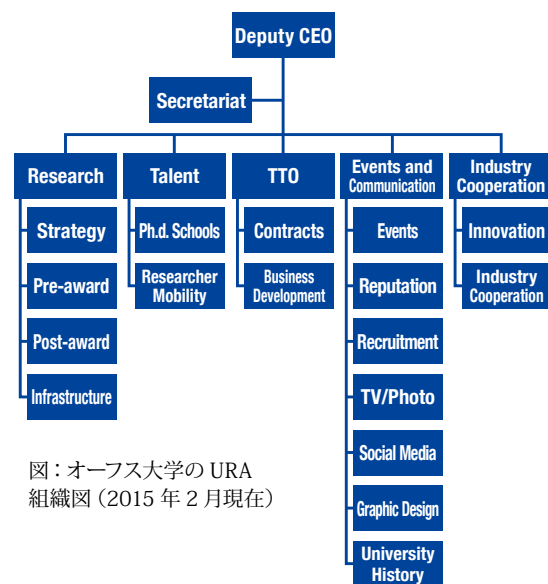 Deputy CEO
Secretariat
Research
Talent
TTO
Events and
Communication
Industry
Cooperation
Strategy
Pre-award
Post-award
Infrastructure
Ph.d. Schools
Researcher
Mobility
Contracts
Business
Development
Events
Reputation
Recruitment
TV/Photo
Social Media
Graphic Design
University
History
Innovation
Industry
Cooperation
図：オーフス大学の URA
組織図（2015 年 2 月現在）